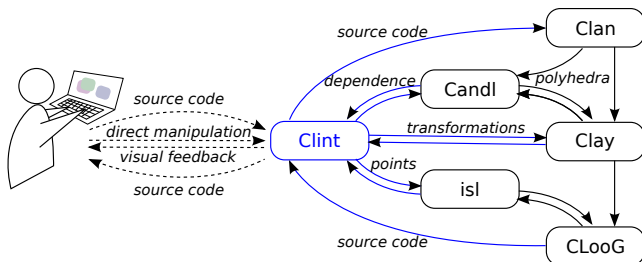 source code
Clan
dependence
Candl
polyhedra
source code
direct manipulation
Clint
transformations
Clay
visual feedback
points
source code
isl
source code
CLooG